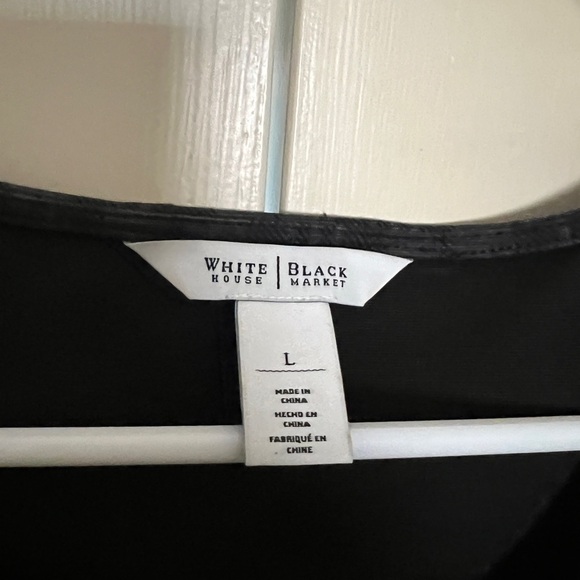 WHITE | BLACK
HOUSE | MARKET
L
MADE IN
CHINA
HECHO EN
CHINA
FABRIQUÉ EN
CHINE